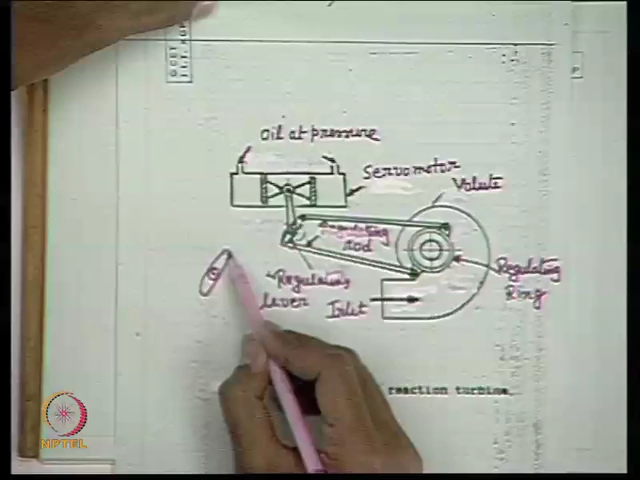 Oil at pressure
Servomotor
Volute
Regulating
rod
Regulating
lever
Inlet
Regulating
Ring
reaction turbine.
NPTEL